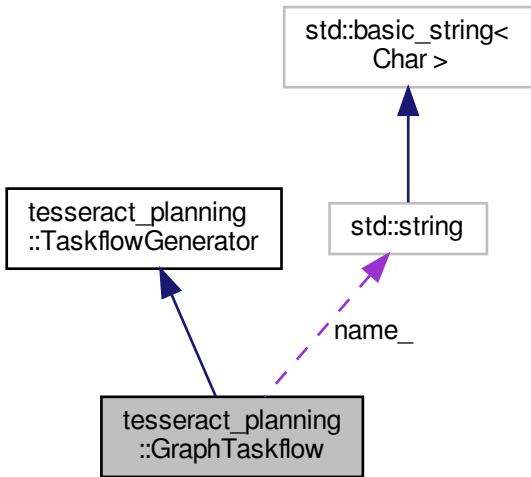 std::basic_string<
Char >
tesseract_planning
::TaskflowGenerator
std::string
name_
tesseract_planning
::GraphTaskflow